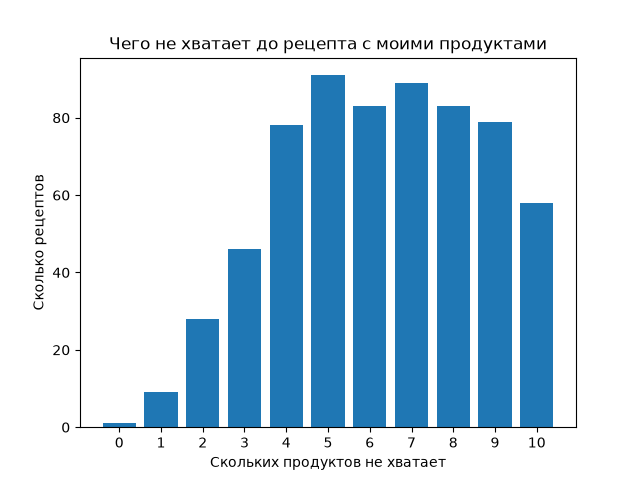 Чего не хватает до рецепта с моими продуктами
Сколько рецептов
80
60
40
20
0
0 1 2 3 4 5 6 7 8 9 10
Скольких продуктов не хватает